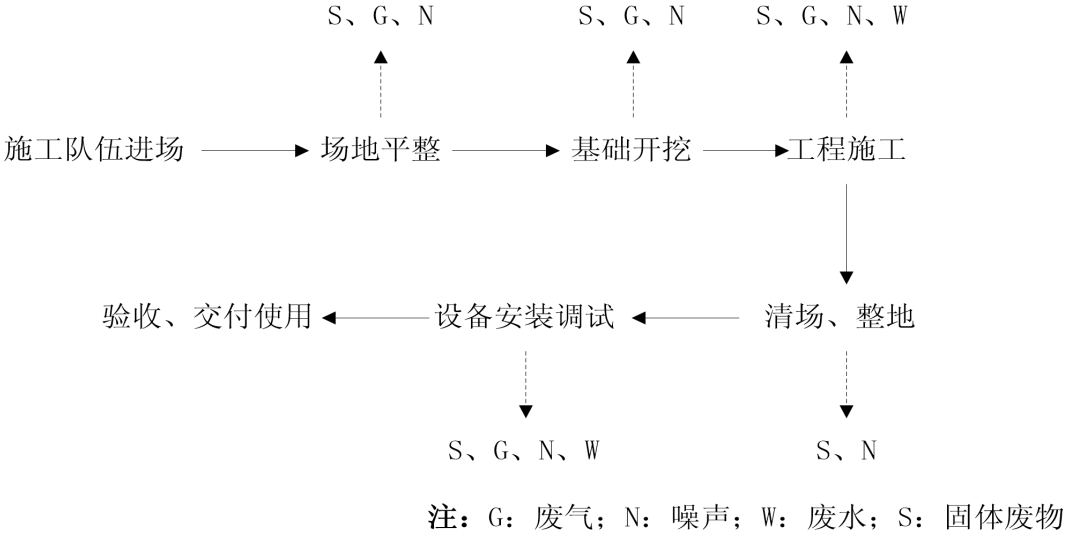 S、G、N
S、G、N
S、G、N、W
施工队伍进场
场地平整
基础开挖
工程施工
验收、交付使用
设备安装调试
清场、整地
S、G、N、W
S、N
注：G：废气；N：噪声；W：废水；S：固体废物